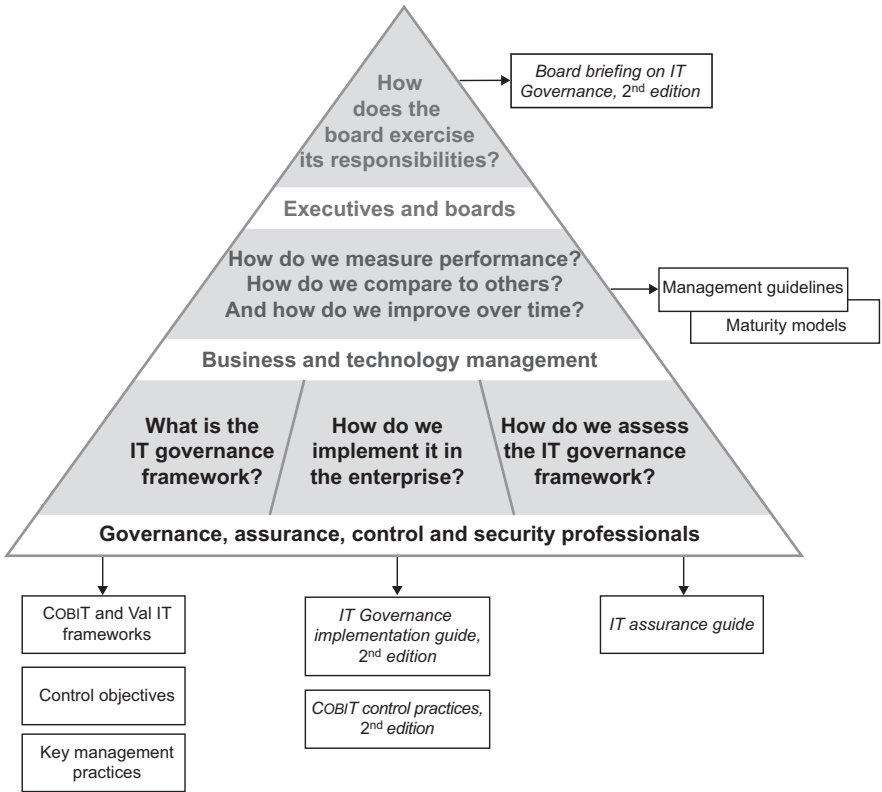 How
does the
board exercise
its responsibilities?
Board briefing on IT
Governance, 2nd edition
Executives and boards
How do we measure performance?
How do we compare to others?
And how do we improve over time?
Management guidelines
Maturity models
Business and technology management
What is the
IT governance
framework?
How do we
implement it in
the enterprise?
How do we assess
the IT governance
framework?
Governance, assurance, control and security professionals
COBIT and Val IT
frameworks
Control objectives
Key management
practices
IT Governance
implementation guide,
2nd edition
COBIT control practices,
2nd edition
IT assurance guide